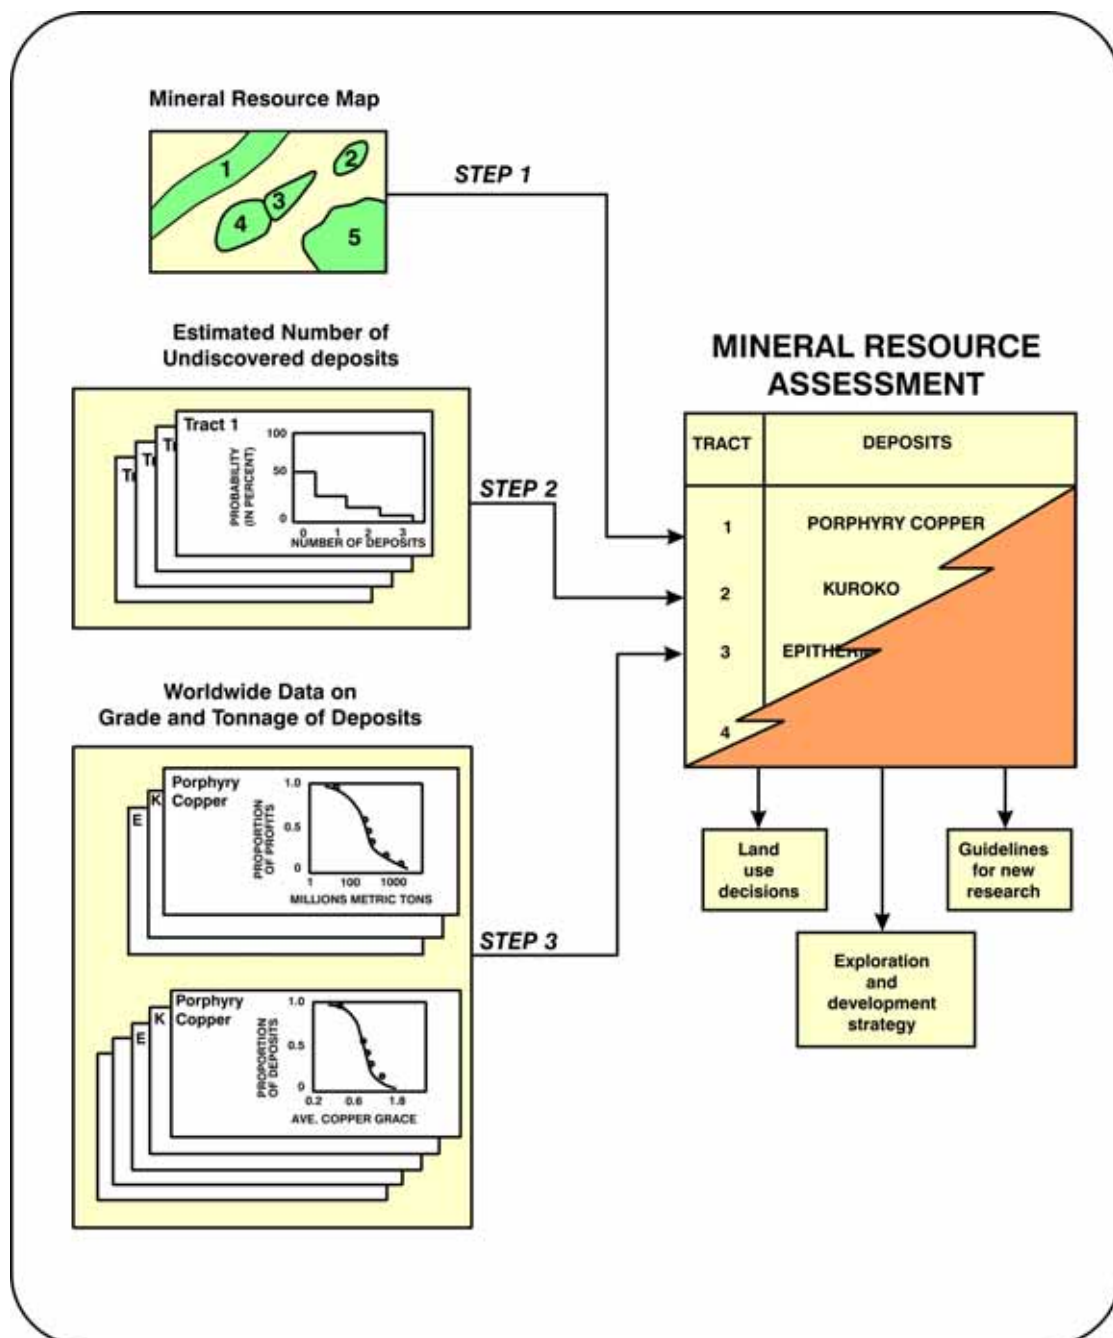 Mineral Resource Map
1
2
3
4
5
STEP 1
Estimated Number of
Undiscovered deposits
Tr
Tr
Tr
Tract 1
PROBABILITY
(IN PERCENT)
100
50
0
0 1 2 3
NUMBER OF DEPOSITS
STEP 2
Worldwide Data on
Grade and Tonnage of Deposits
E
K
Porphyry
Copper
PROPORTION
OF PROFITS
1.0
0.5
0
1 100 1000
MILLIONS METRIC TONS
STEP 3
E
K
Porphyry
Copper
PROPORTION
OF DEPOSITS
1.0
0.5
0
0.2 0.6 1.8
AVE. COPPER GRACE
MINERAL RESOURCE
ASSESSMENT
TRACT DEPOSITS
1 PORPHYRY COPPER
2 KUROKO
3 EPITHERM
4
Land
use
decisions
Exploration
and
development
strategy
Guidelines
for new
research